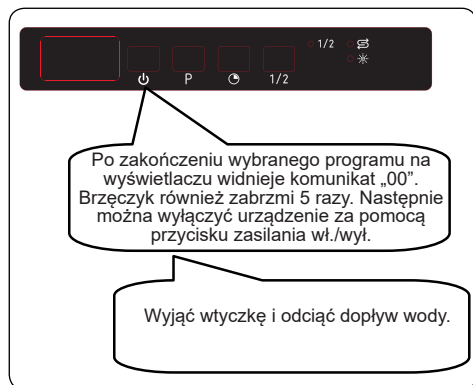 1/2
P
1/2
Po zakończeniu wybranego programu na
wyświetlaczu widnieje komunikat „00”.
Brzęczyk również zabrzmi 5 razy. Następnie
można wyłączyć urządzenie za pomocą
przycisku zasilania wł./wył.
Wyjąć wtyczkę i odciąć dopływ wody.